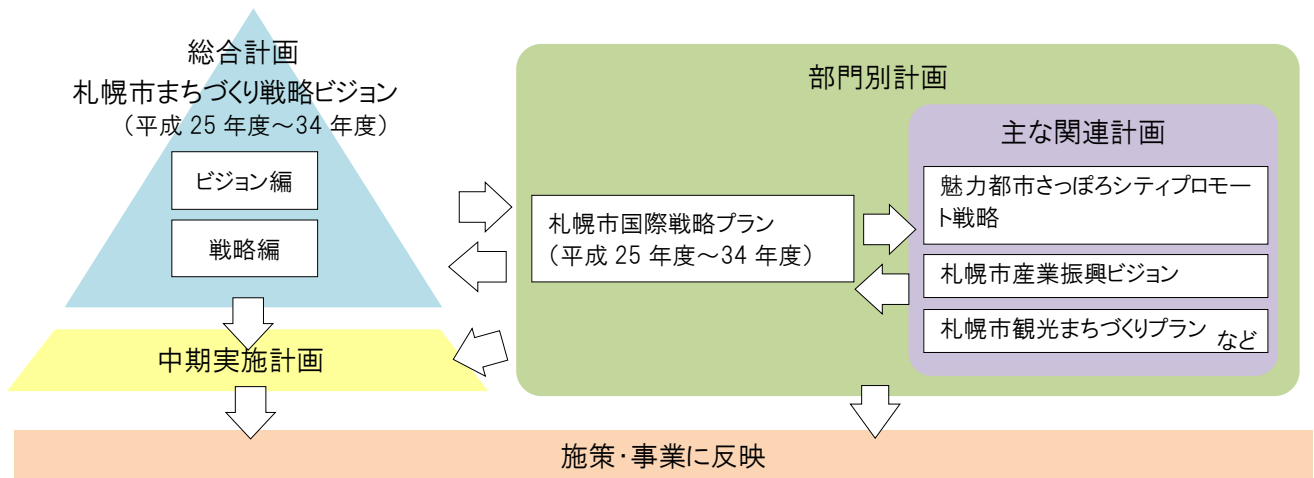 総合計画
札幌市まちづくり戦略ビジョン
（平成 25 年度～34 年度）
ビジョン編
戦略編
中期実施計画
部門別計画
札幌市国際戦略プラン
（平成 25 年度～34 年度）
主な関連計画
魅力都市さっぽろシティプロモー
ト戦略
札幌市産業振興ビジョン
札幌市観光まちづくりプラン など
施策・事業に反映